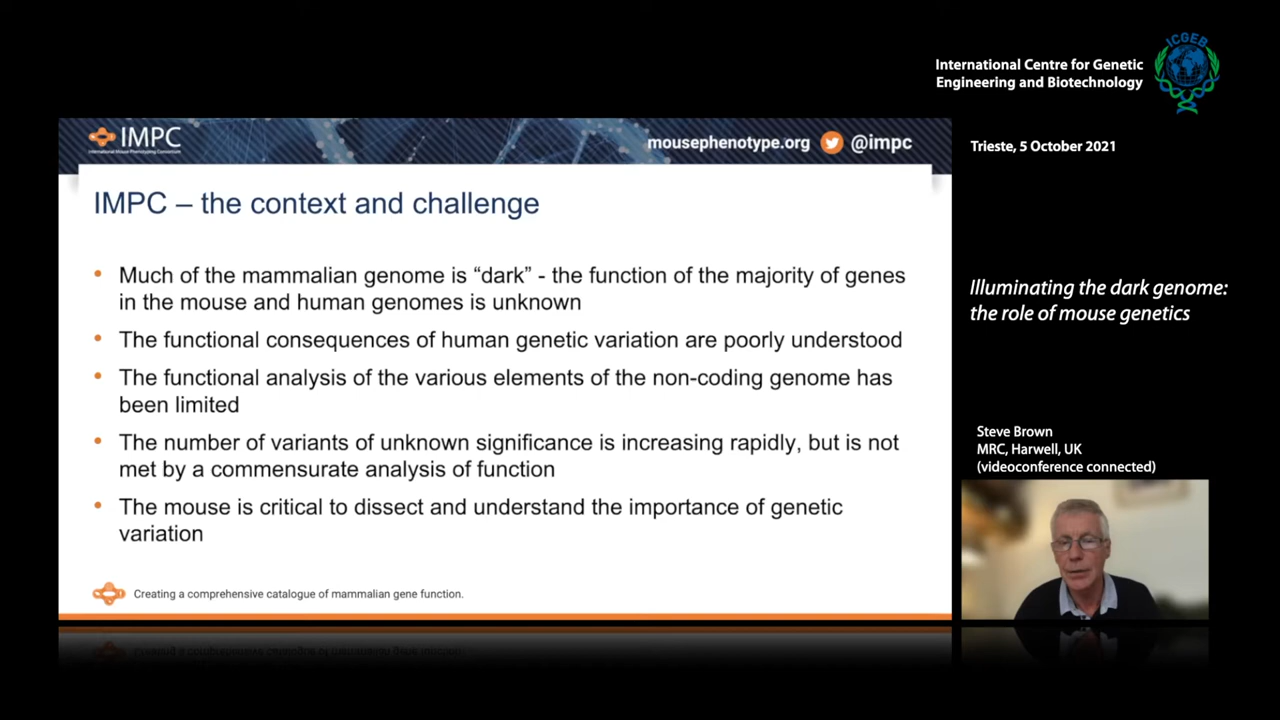 ICGEB
International Centre for Genetic
Engineering and Biotechnology
IMPC
International Mouse Phenotyping Consortium
mousephenotype.org @impc
Trieste, 5 October 2021
IMPC – the context and challenge
• Much of the mammalian genome is “dark” - the function of the majority of genes
in the mouse and human genomes is unknown
• The functional consequences of human genetic variation are poorly understood
• The functional analysis of the various elements of the non-coding genome has
been limited
• The number of variants of unknown significance is increasing rapidly, but is not
met by a commensurate analysis of function
• The mouse is critical to dissect and understand the importance of genetic
variation
Creating a comprehensive catalogue of mammalian gene function.
Illuminating the dark genome:
the role of mouse genetics
Steve Brown
MRC, Harwell, UK
(videoconference connected)